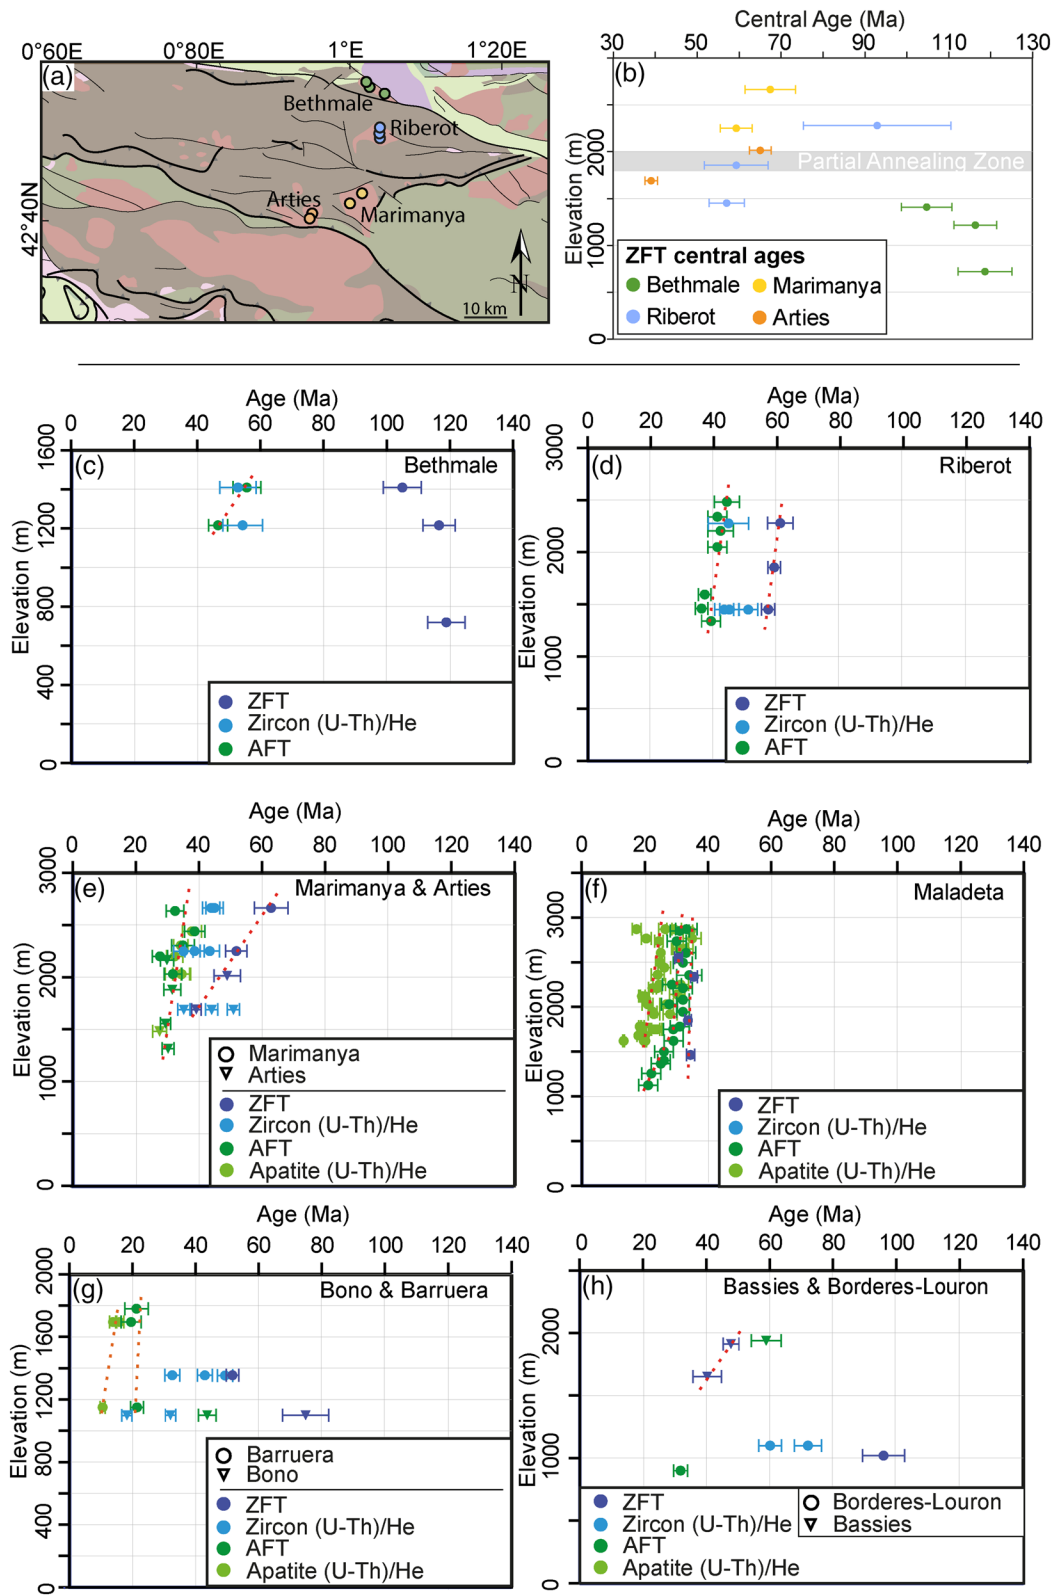 0°60E 0°80E 1°E 1°20E
(a)
Bethmale
Riberot
Arties
Marimanya
42°40N
N
10 km
Central Age (Ma)
30 50 70 90 110 130
(b)
Elevation (m)
2000
1000
0
Partial Annealing Zone
ZFT central ages
Bethmale Marimanya
Riberot Arties
Age (Ma)
0 20 40 60 80 100 120 140
(c) Bethmale
Elevation (m)
1600
1200
800
400
0
ZFT
Zircon (U-Th)/He
AFT
Age (Ma)
0 20 40 60 80 100 120 140
(d) Riberot
Elevation (m)
3000
2000
1000
0
ZFT
Zircon (U-Th)/He
AFT
Age (Ma)
0 20 40 60 80 100 120 140
(e) Marimanya & Arties
Elevation (m)
3000
2000
1000
0
Marimanya
Arties
ZFT
Zircon (U-Th)/He
AFT
Apatite (U-Th)/He
Age (Ma)
0 20 40 60 80 100 120 140
(f) Maladeta
Elevation (m)
3000
2000
1000
0
ZFT
Zircon (U-Th)/He
AFT
Apatite (U-Th)/He
Age (Ma)
0 20 40 60 80 100 120 140
(g) Bono & Barruera
Elevation (m)
2000
1600
1200
800
400
0
Barruera
Bono
ZFT
Zircon (U-Th)/He
AFT
Apatite (U-Th)/He
Age (Ma)
0 20 40 60 80 100 120 140
(h) Bassies & Borderes-Louron
Elevation (m)
2000
1000
0
ZFT
Zircon (U-Th)/He
AFT
Apatite (U-Th)/He
Borderes-Louron
Bassies